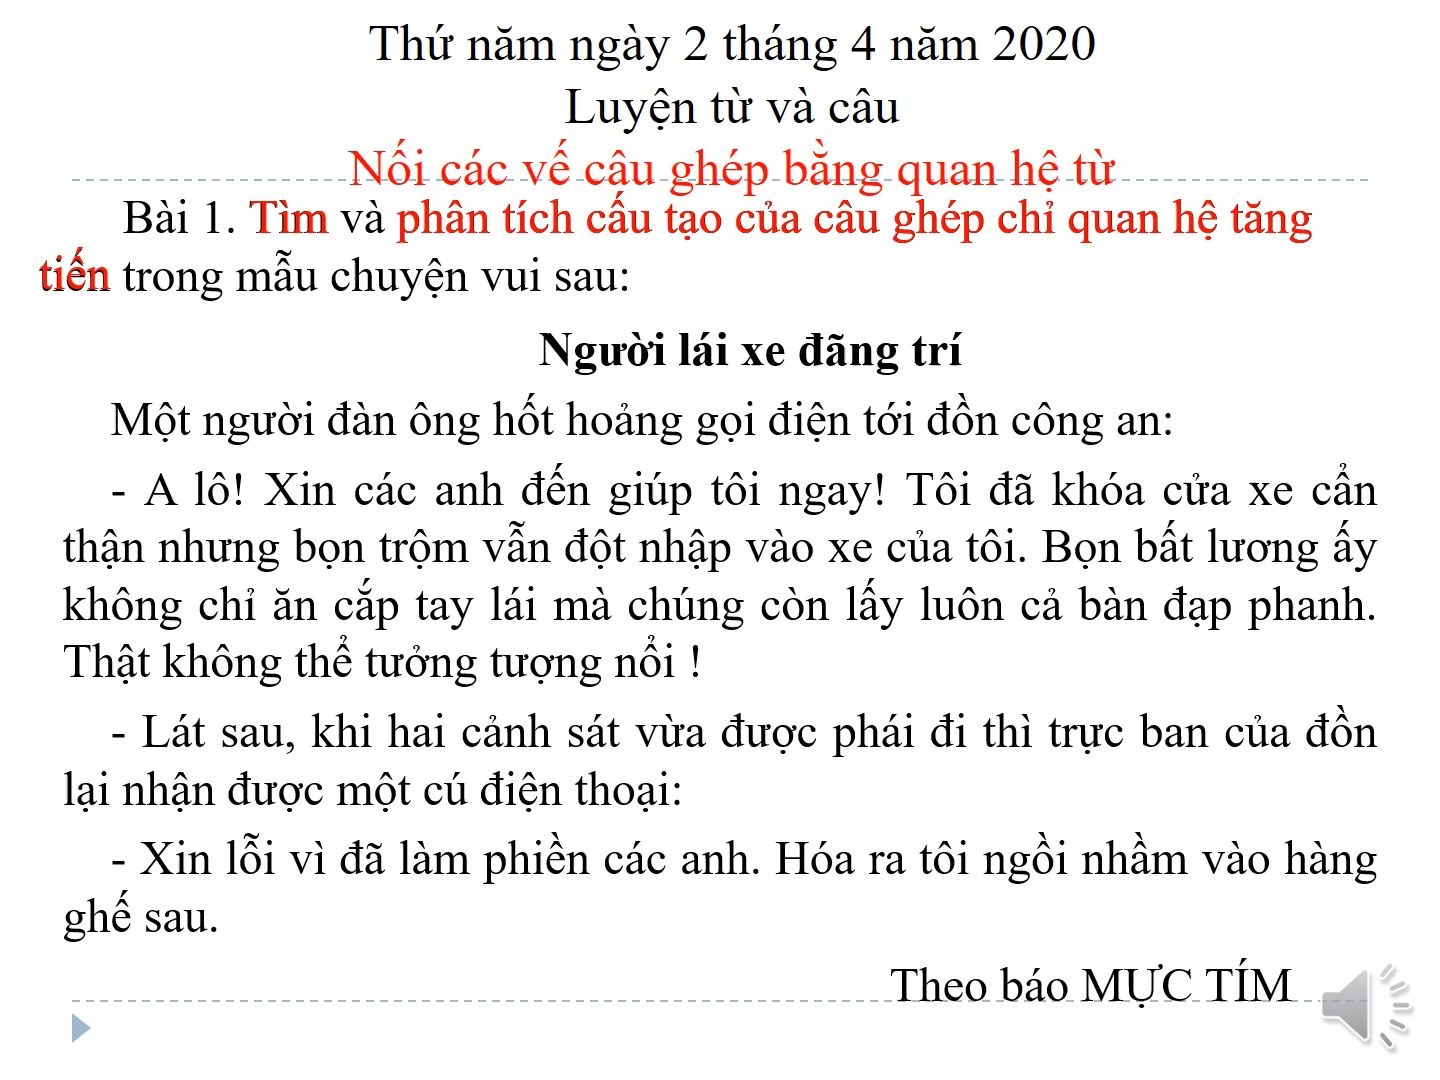 Thứ năm ngày 2 tháng 4 năm 2020
Luyện từ và câu
Nối các vế câu ghép bằng quan hệ từ
Bài 1. Tìm và phân tích cấu tạo của câu ghép chỉ quan hệ tăng
tiến trong mẫu chuyện vui sau:
Người lái xe đãng trí
Một người đàn ông hốt hoảng gọi điện tới đồn công an:
- A lô! Xin các anh đến giúp tôi ngay! Tôi đã khóa cửa xe cẩn
thận nhưng bọn trộm vẫn đột nhập vào xe của tôi. Bọn bất lương ấy
không chỉ ăn cắp tay lái mà chúng còn lấy luôn cả bàn đạp phanh.
Thật không thể tưởng tượng nổi !
- Lát sau, khi hai cảnh sát vừa được phái đi thì trực ban của đồn
lại nhận được một cú điện thoại:
- Xin lỗi vì đã làm phiền các anh. Hóa ra tôi ngồi nhầm vào hàng
ghế sau.
Theo báo MỰC TÍM